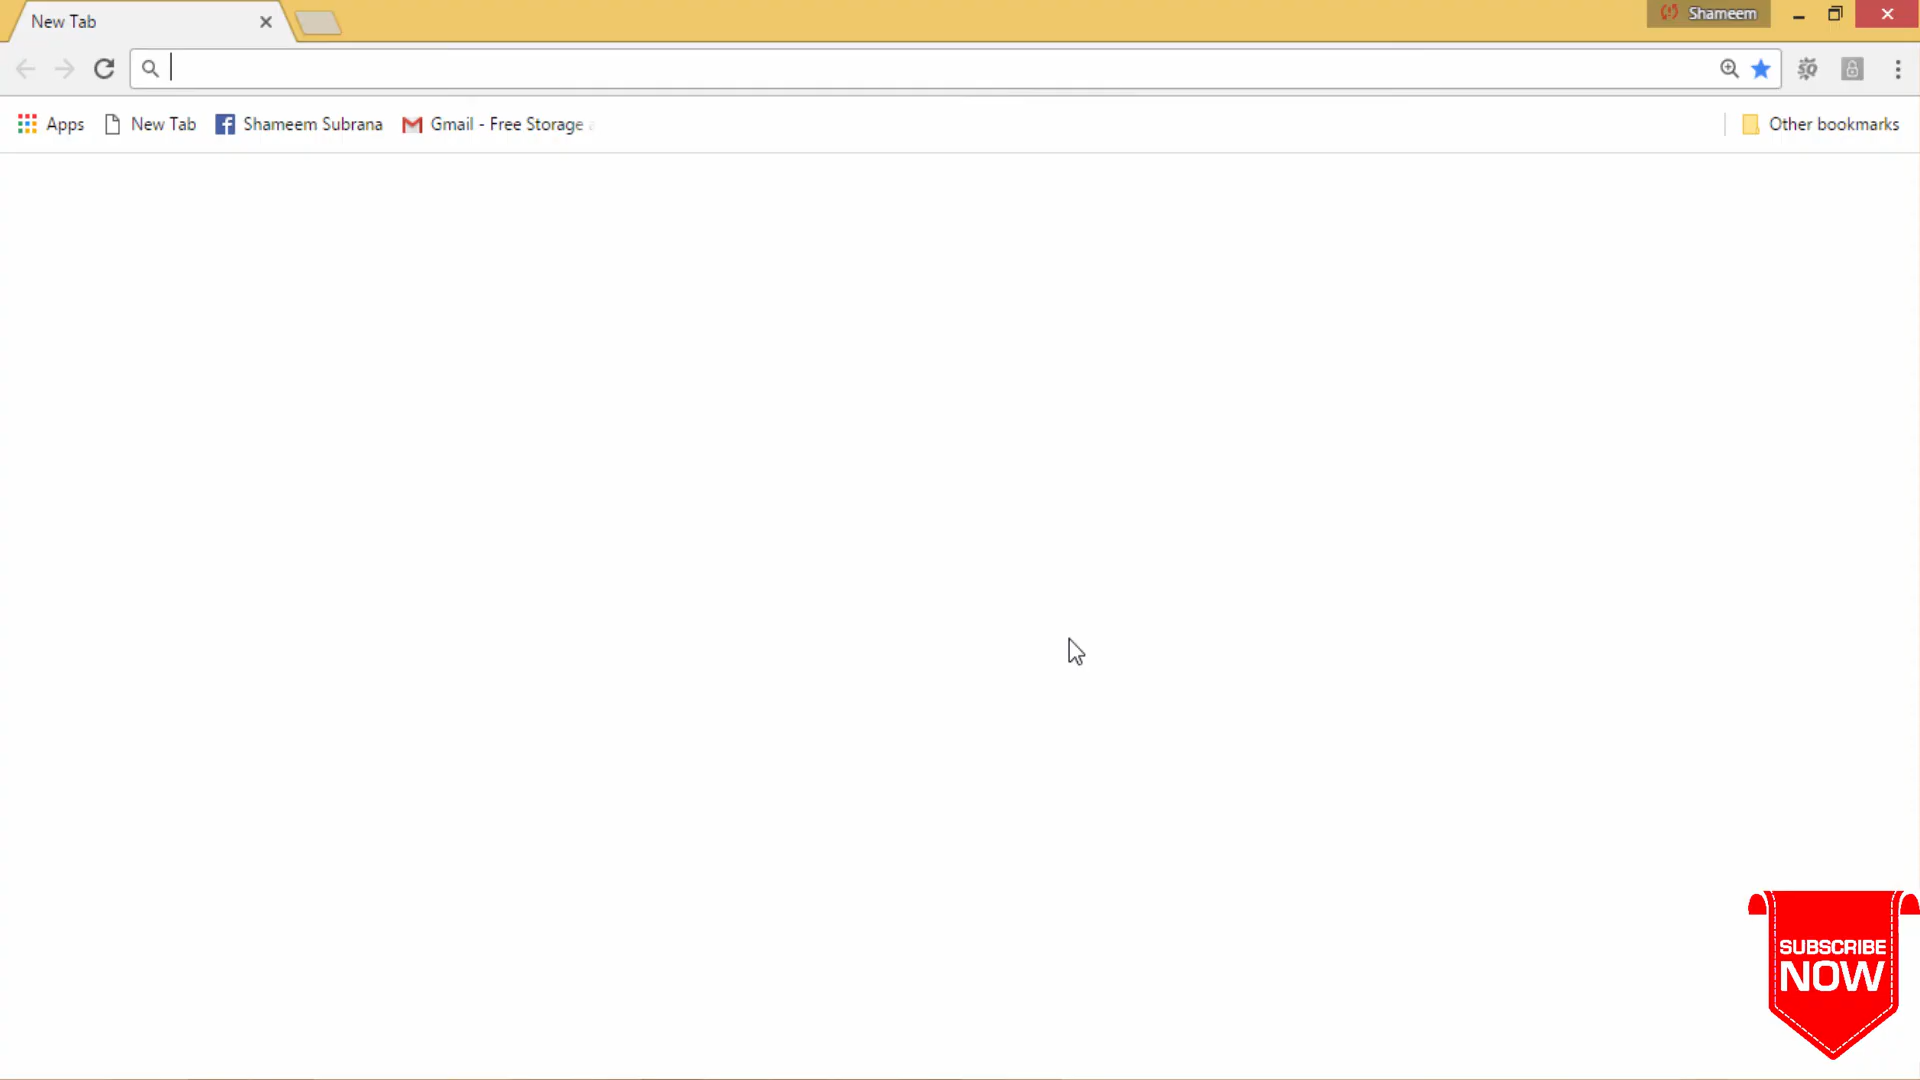 New Tab
Shameem
Apps
New Tab
Shameem Subrana
Gmail - Free Storage
Other bookmarks
SUBSCRIBE
NOW